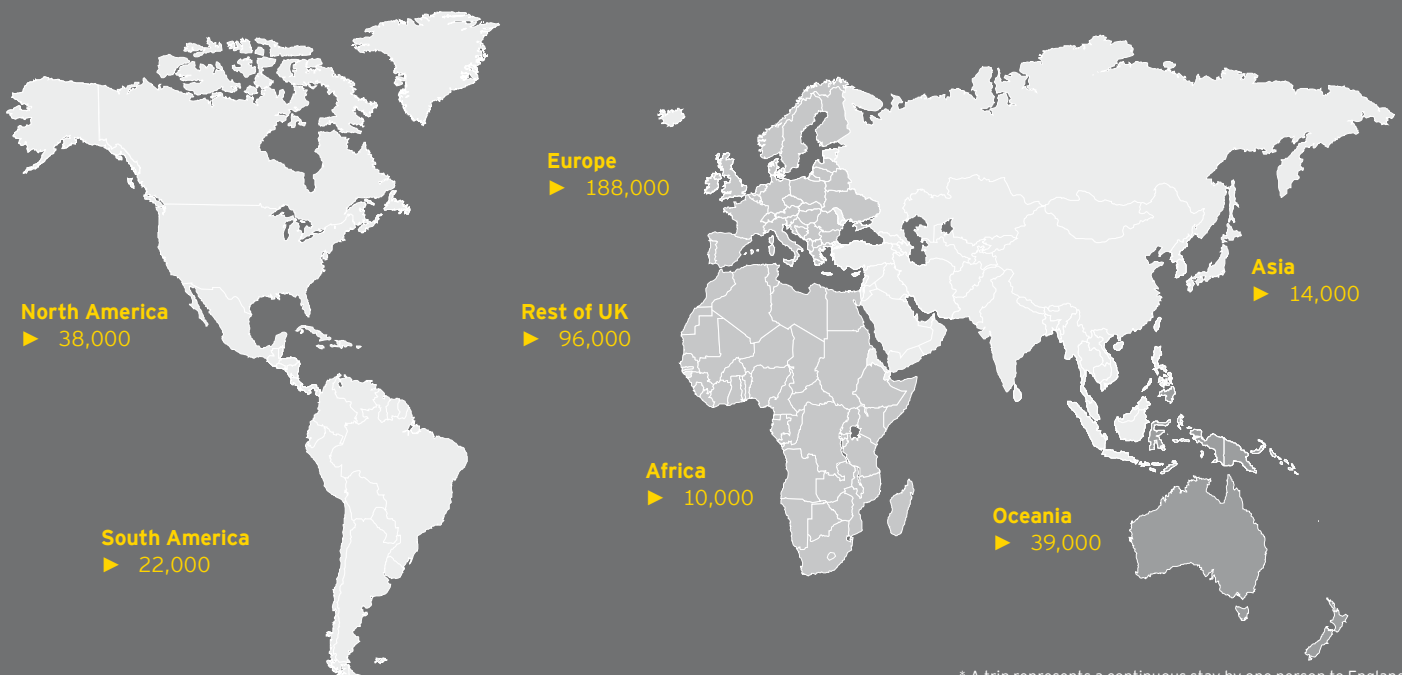 Europe
► 188,000
Asia
► 14,000
North America
► 38,000
Rest of UK
► 96,000
Africa
► 10,000
Oceania
► 39,000
South America
► 22,000
* A trip represents a continuous stay by one person to England